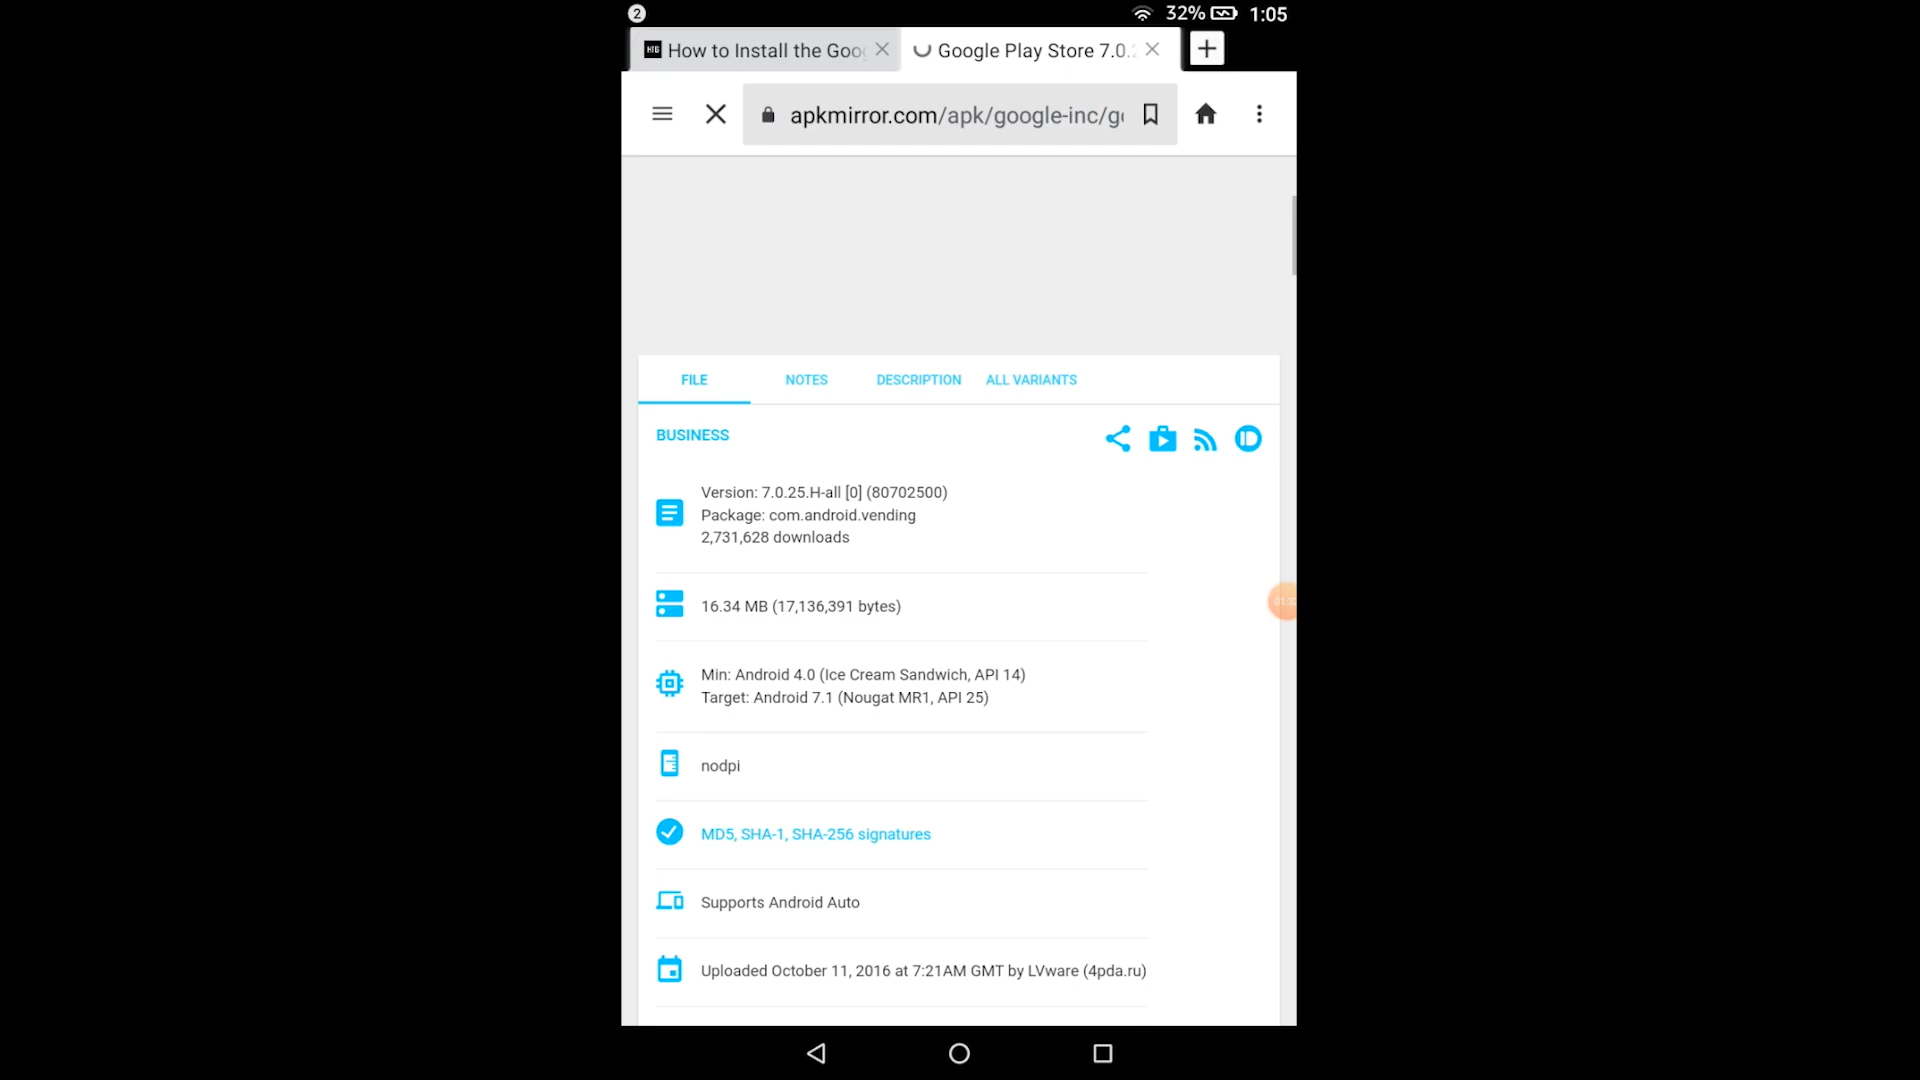 2
32%
1:05
HTG
How to Install the Goo
Google Play Store 7.0.
apkmirror.com/apk/google-inc/g
FILE
NOTES
DESCRIPTION
ALL VARIANTS
BUSINESS
Version: 7.0.25.H-all [0] (80702500)
Package: com.android.vending
2,731,628 downloads
16.34 MB (17,136,391 bytes)
Min: Android 4.0 (Ice Cream Sandwich, API 14)
Target: Android 7.1 (Nougat MR1, API 25)
nodpi
MD5, SHA-1, SHA-256 signatures
Supports Android Auto
Uploaded October 11, 2016 at 7:21AM GMT by LVware (4pda.ru)